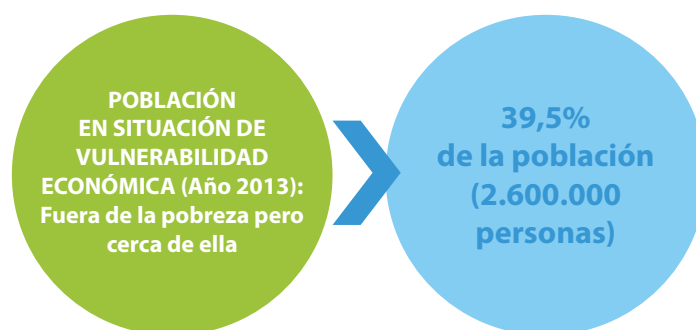 POBLACIÓN
EN SITUACIÓN DE
VULNERABILIDAD
ECONÓMICA (Año 2013):
Fuera de la pobreza pero
cerca de ella
39,5%
de la población
(2.600.000
personas)